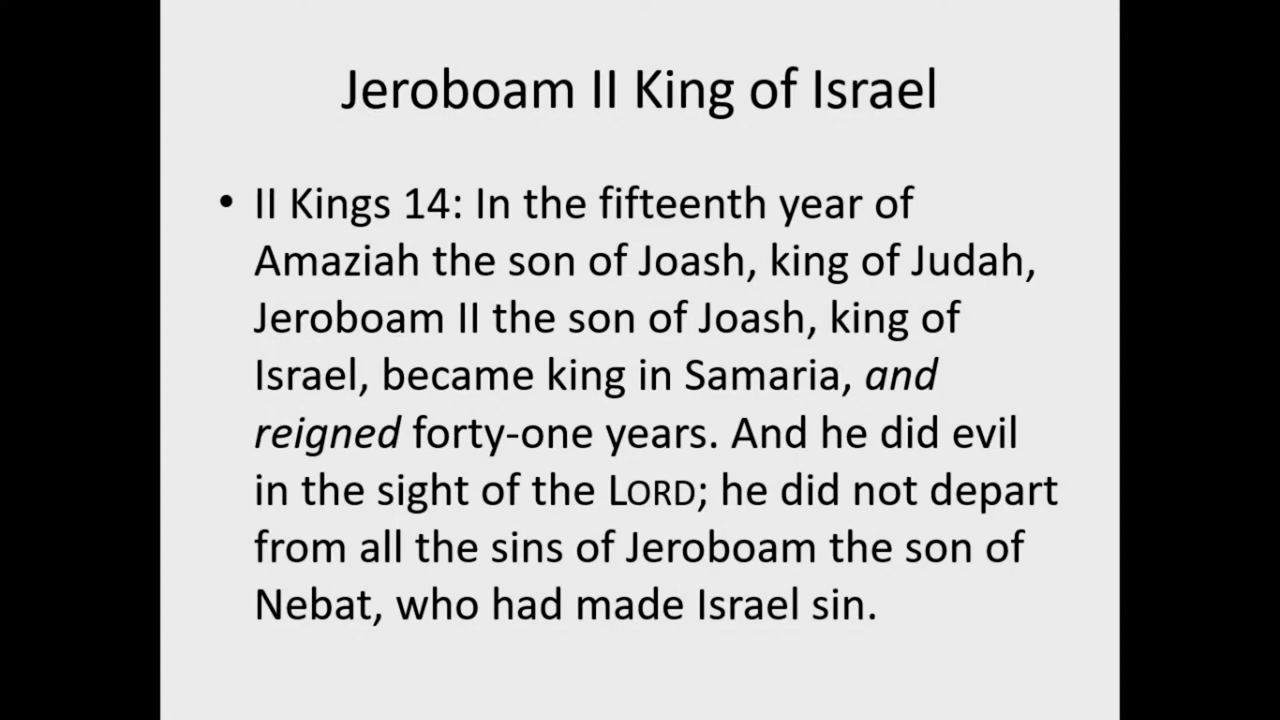 Jeroboam II King of Israel
• II Kings 14: In the fifteenth year of
Amaziah the son of Joash, king of Judah,
Jeroboam II the son of Joash, king of
Israel, became king in Samaria, and
reigned forty-one years. And he did evil
in the sight of the LORD; he did not depart
from all the sins of Jeroboam the son of
Nebat, who had made Israel sin.